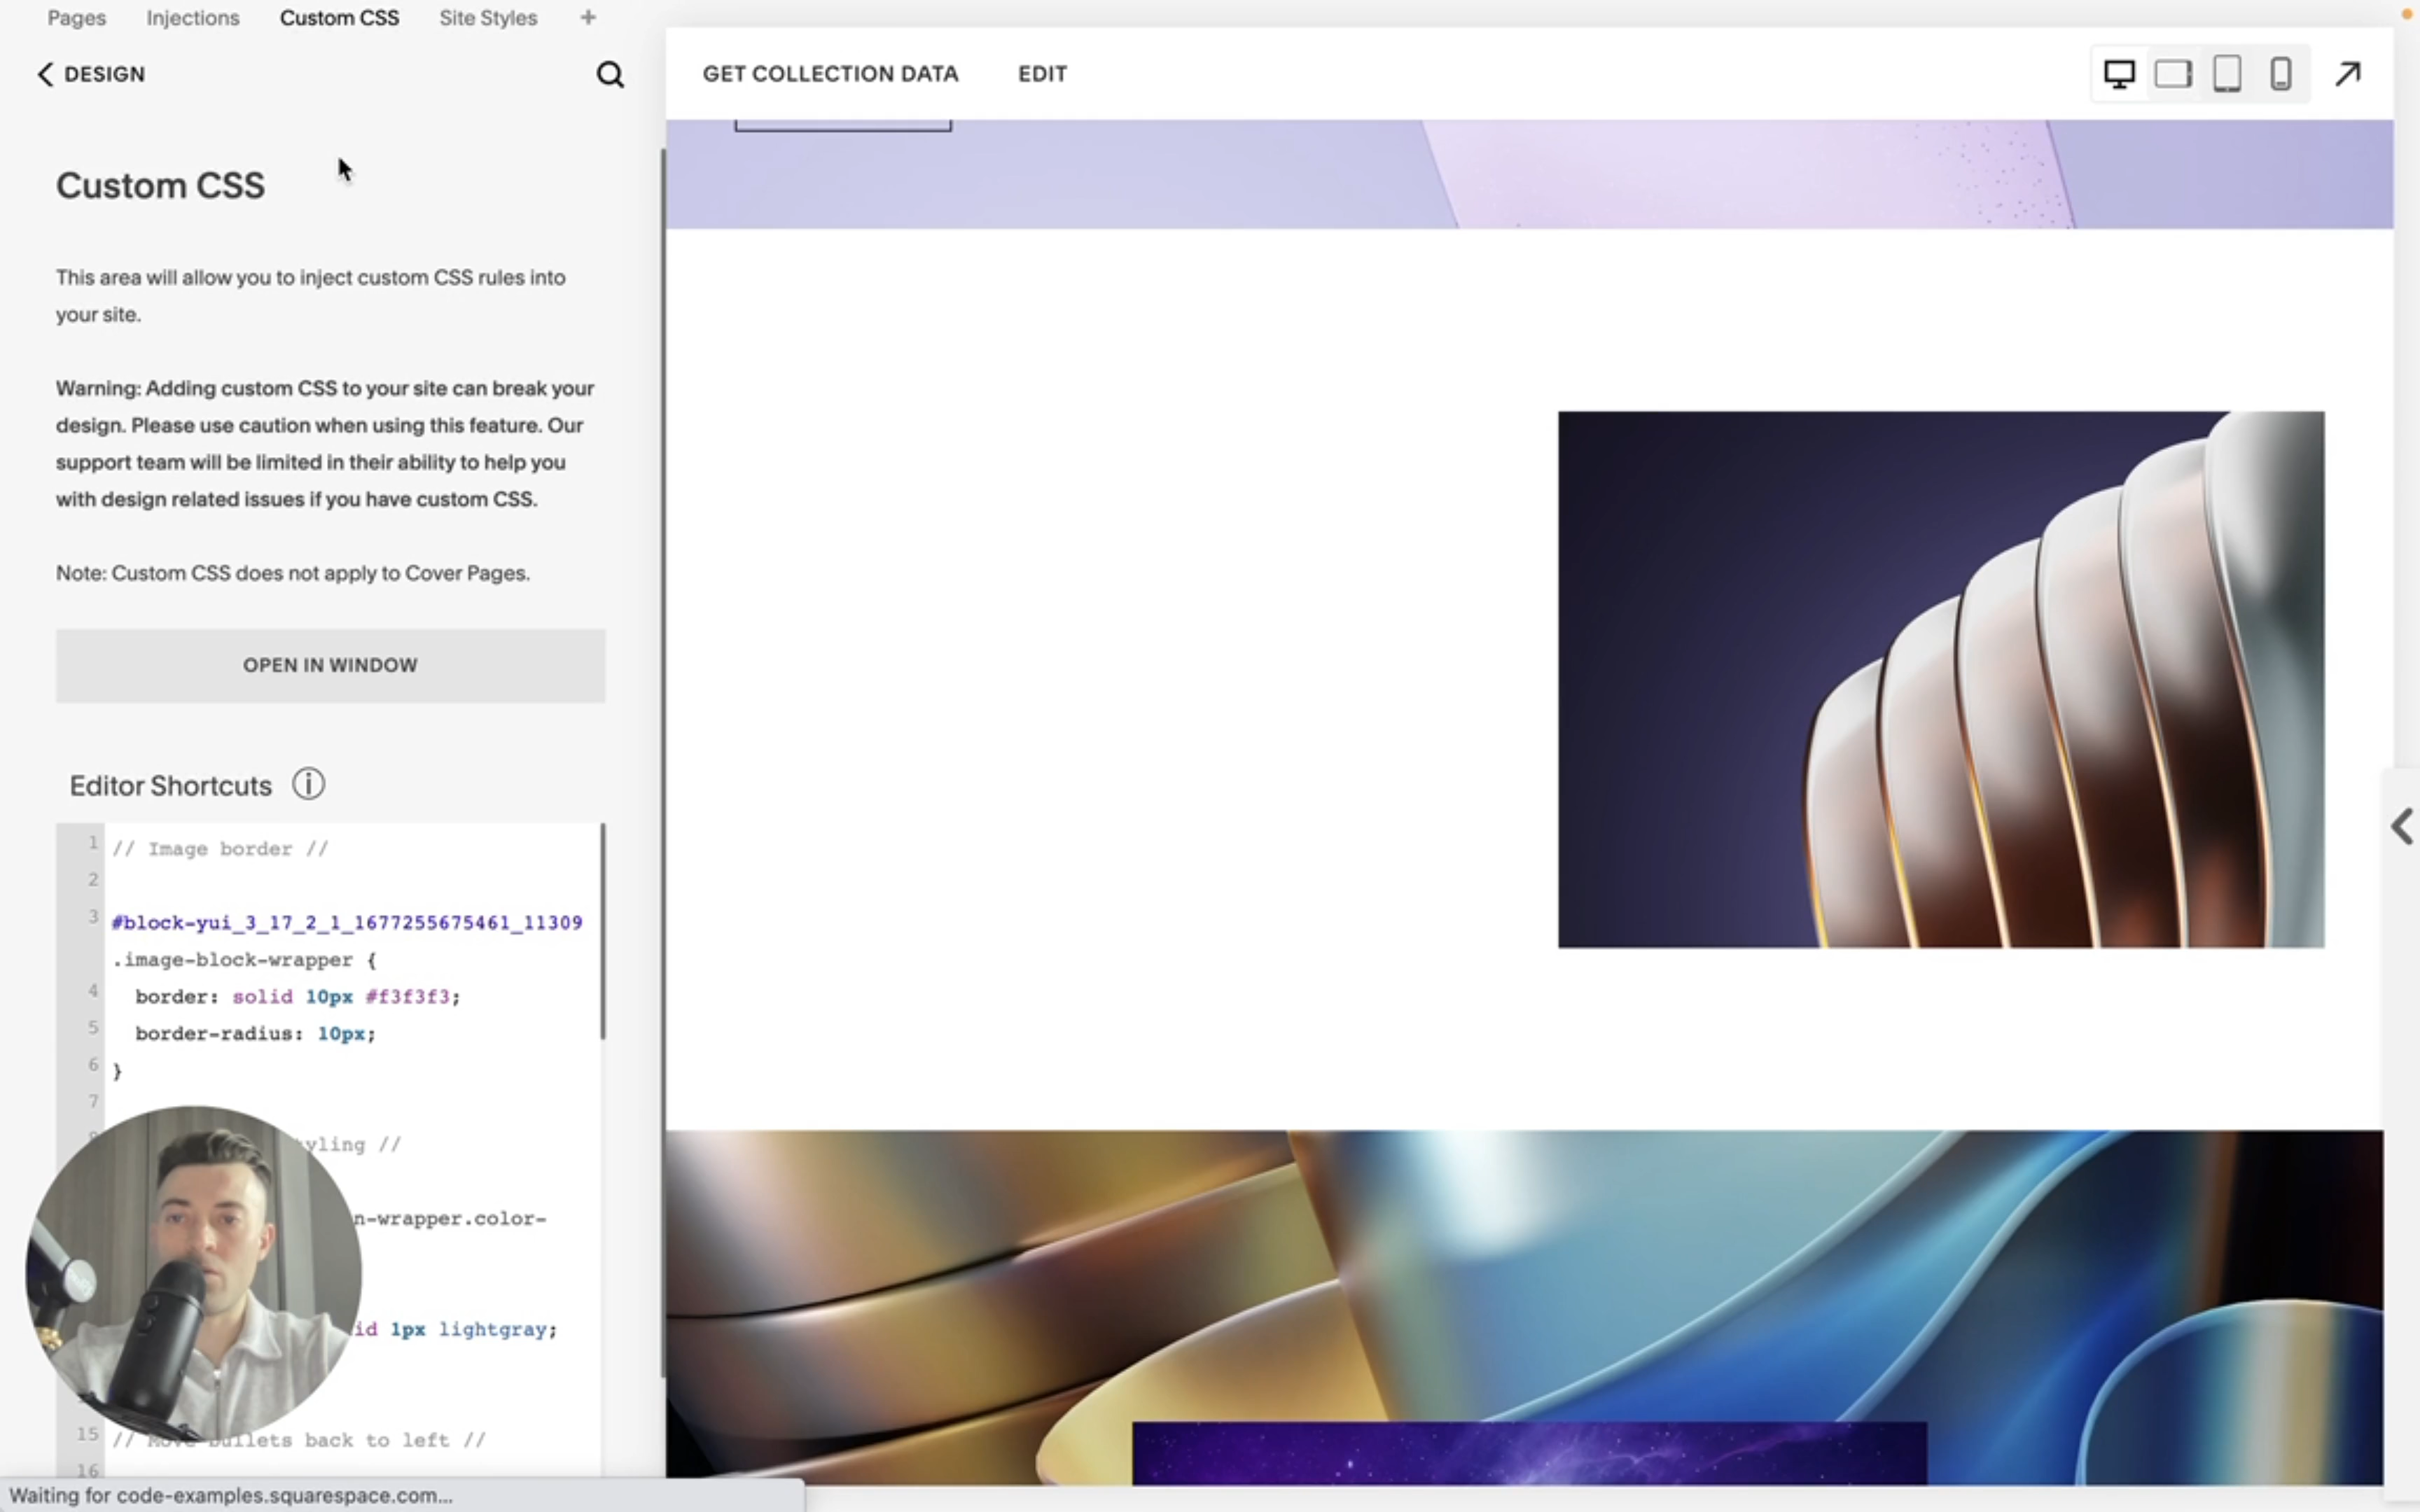 Pages Injections Custom CSS Site Styles +
DESIGN
GET COLLECTION DATA EDIT
Custom CSS
This area will allow you to inject custom CSS rules into
your site.
Warning: Adding custom CSS to your site can break your
design. Please use caution when using this feature. Our
support team will be limited in their ability to help you
with design related issues if you have custom CSS.
Note: Custom CSS does not apply to Cover Pages.
OPEN IN WINDOW
Editor Shortcuts
1 // Image border //
2
3 #block-yui_3_17_2_1_1677255675461_11309
.image-block-wrapper {
4 border: solid 10px #f3f3f3;
5 border-radius: 10px;
6 }
7
yling //
n-wrapper.color-
id 1px lightgray;
15 // Move bullets back to left //
16
Waiting for code-examples.squarespace.com...